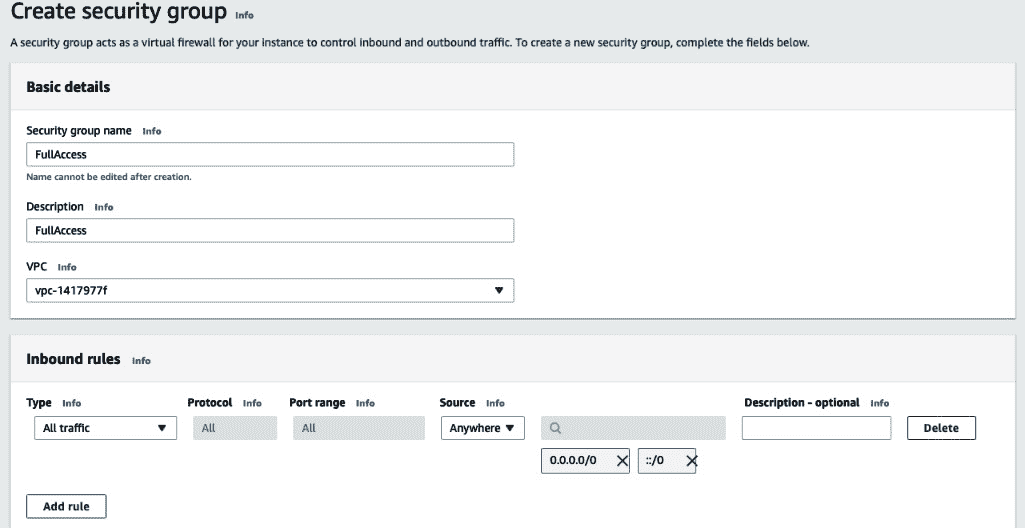 Create security group Info
A security group acts as a virtual firewall for your instance to control inbound and outbound traffic. To create a new security group, complete the fields below.
Basic details
Security group name Info
FullAccess
Name cannot be edited after creation.
Description Info
FullAccess
VPC Info
vpc-1417977f
Inbound rules Info
Type Info Protocol Info Port range Info Source Info Description - optional Info
All traffic All All Anywhere Delete
0.0.0.0/0 ::/0
Add rule